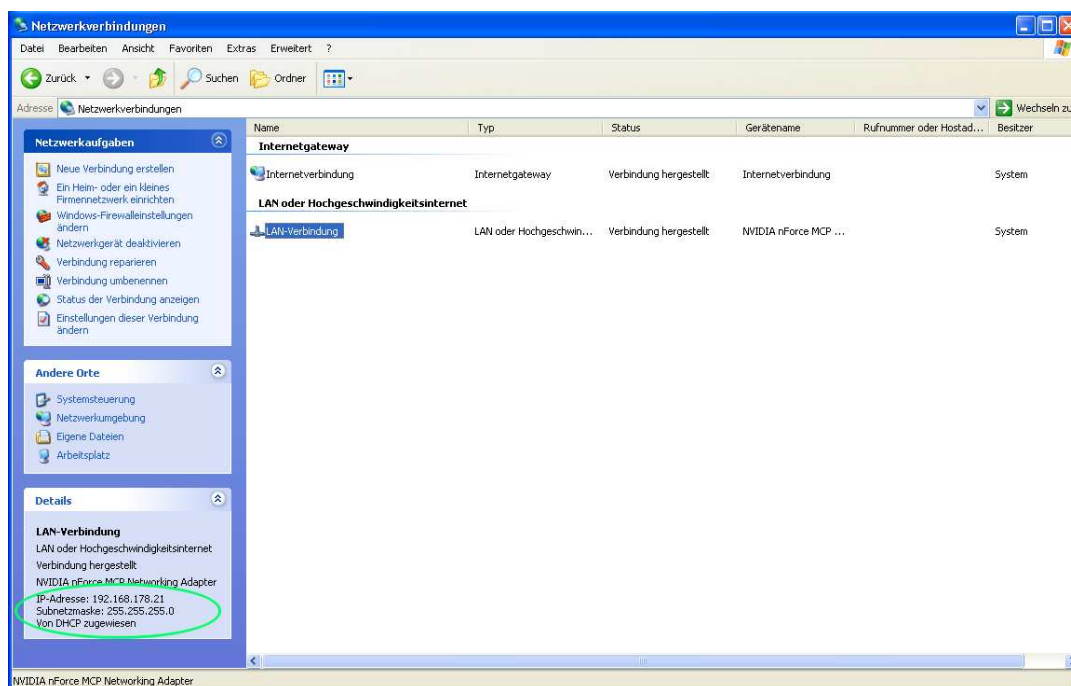 Netzwerkverbindungen
Datei Bearbeiten Ansicht Favoriten Extras Erweitert ?
Zurück Suchen Ordner
Adresse Netzwerkverbindungen Wechseln zu
Netzwerkaufgaben
Neue Verbindung erstellen
Ein Heim- oder ein kleines
Firmennetzwerk einrichten
Windows-Firewalleinstellungen
ändern
Netzwerkgerät deaktivieren
Verbindung reparieren
Verbindung umbenennen
Status der Verbindung anzeigen
Einstellungen dieser Verbindung
ändern
Andere Orte
Systemsteuerung
Netzwerkumgebung
Eigene Dateien
Arbeitsplatz
Details
LAN-Verbindung
LAN oder Hochgeschwindigkeitsinternet
Verbindung hergestellt
NVIDIA nForce MCP Networking Adapter
IP-Adresse: 192.168.178.21
Subnetzmaske: 255.255.255.0
Von DHCP zugewiesen
Name Typ Status Gerätename Rufnummer oder Hostad... Besitzer
Internetgateway
Internetverbindung Internetgateway Verbindung hergestellt Internetverbindung System
LAN oder Hochgeschwindigkeitsinternet
LAN-Verbindung LAN oder Hochgeschwin... Verbindung hergestellt NVIDIA nForce MCP ... System
NVIDIA nForce MCP Networking Adapter